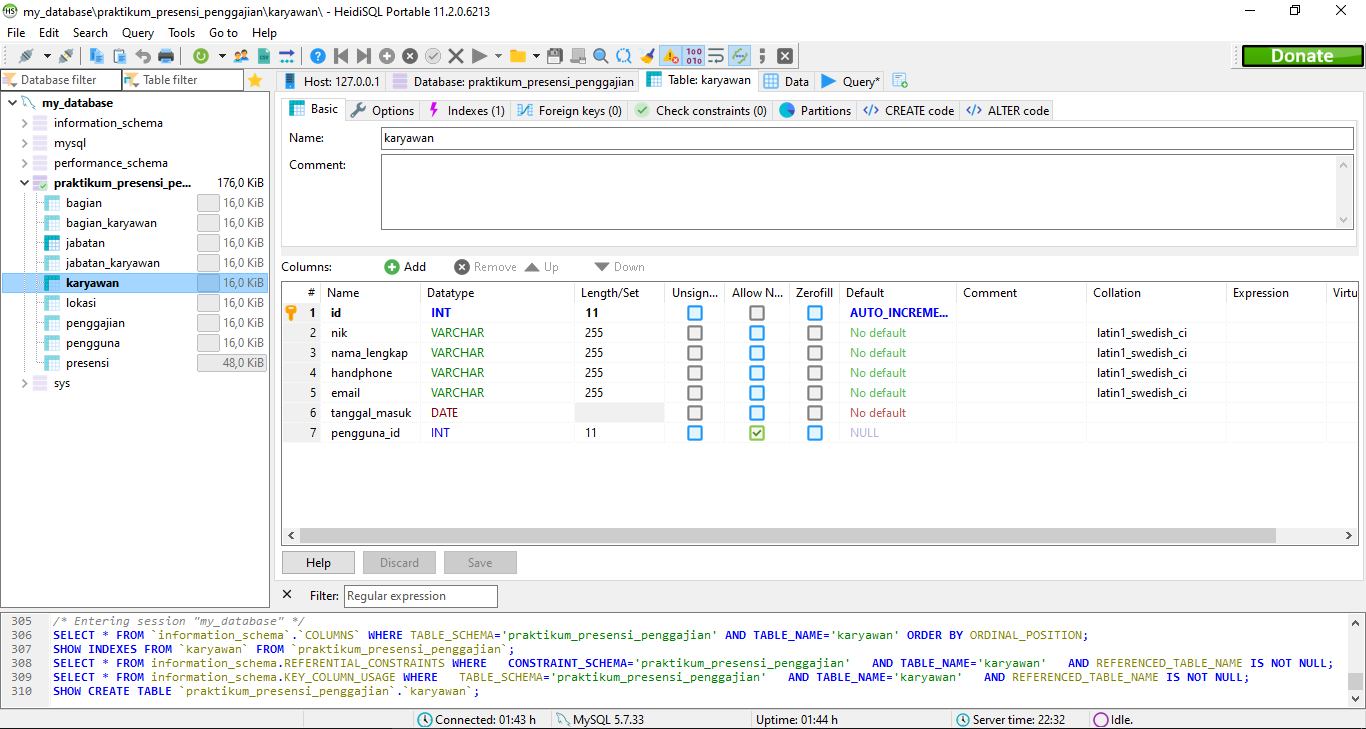 my_database\praktikum_presensi_penggajian\karyawan\ - HeidiSQL Portable 11.2.0.6213
File Edit Search Query Tools Go to Help
Donate
Database filter Table filter
Host: 127.0.0.1 Database: praktikum_presensi_penggajian Table: karyawan Data Query*
my_database
information_schema
mysql
performance_schema
praktikum_presensi_pe... 176,0 KiB
bagian 16,0 KiB
bagian_karyawan 16,0 KiB
jabatan 16,0 KiB
jabatan_karyawan 16,0 KiB
karyawan 16,0 KiB
lokasi 16,0 KiB
penggajian 16,0 KiB
pengguna 16,0 KiB
presensi 48,0 KiB
sys
Basic Options Indexes (1) Foreign keys (0) Check constraints (0) Partitions CREATE code ALTER code
Name: karyawan
Comment:
Columns: Add Remove Up Down
# Name Datatype Length/Set Unsign... Allow N... Zerofill Default Comment Collation Expression Virtu
1 id INT 11 AUTO_INCREME...
2 nik VARCHAR 255 No default latin1_swedish_ci
3 nama_lengkap VARCHAR 255 No default latin1_swedish_ci
4 handphone VARCHAR 255 No default latin1_swedish_ci
5 email VARCHAR 255 No default latin1_swedish_ci
6 tanggal_masuk DATE No default
7 pengguna_id INT 11 NULL
Help Discard Save
Filter: Regular expression
305 /* Entering session "my_database" */
306 SELECT * FROM `information_schema`.`COLUMNS` WHERE TABLE_SCHEMA='praktikum_presensi_penggajian' AND TABLE_NAME='karyawan' ORDER BY ORDINAL_POSITION;
307 SHOW INDEXES FROM `karyawan` FROM `praktikum_presensi_penggajian`;
308 SELECT * FROM information_schema.REFERENTIAL_CONSTRAINTS WHERE CONSTRAINT_SCHEMA='praktikum_presensi_penggajian' AND TABLE_NAME='karyawan' AND REFERENCED_TABLE_NAME IS NOT NULL;
309 SELECT * FROM information_schema.KEY_COLUMN_USAGE WHERE TABLE_SCHEMA='praktikum_presensi_penggajian' AND TABLE_NAME='karyawan' AND REFERENCED_TABLE_NAME IS NOT NULL;
310 SHOW CREATE TABLE `praktikum_presensi_penggajian`.`karyawan`;
Connected: 01:43 h MySQL 5.7.33 Uptime: 01:44 h Server time: 22:32 Idle.